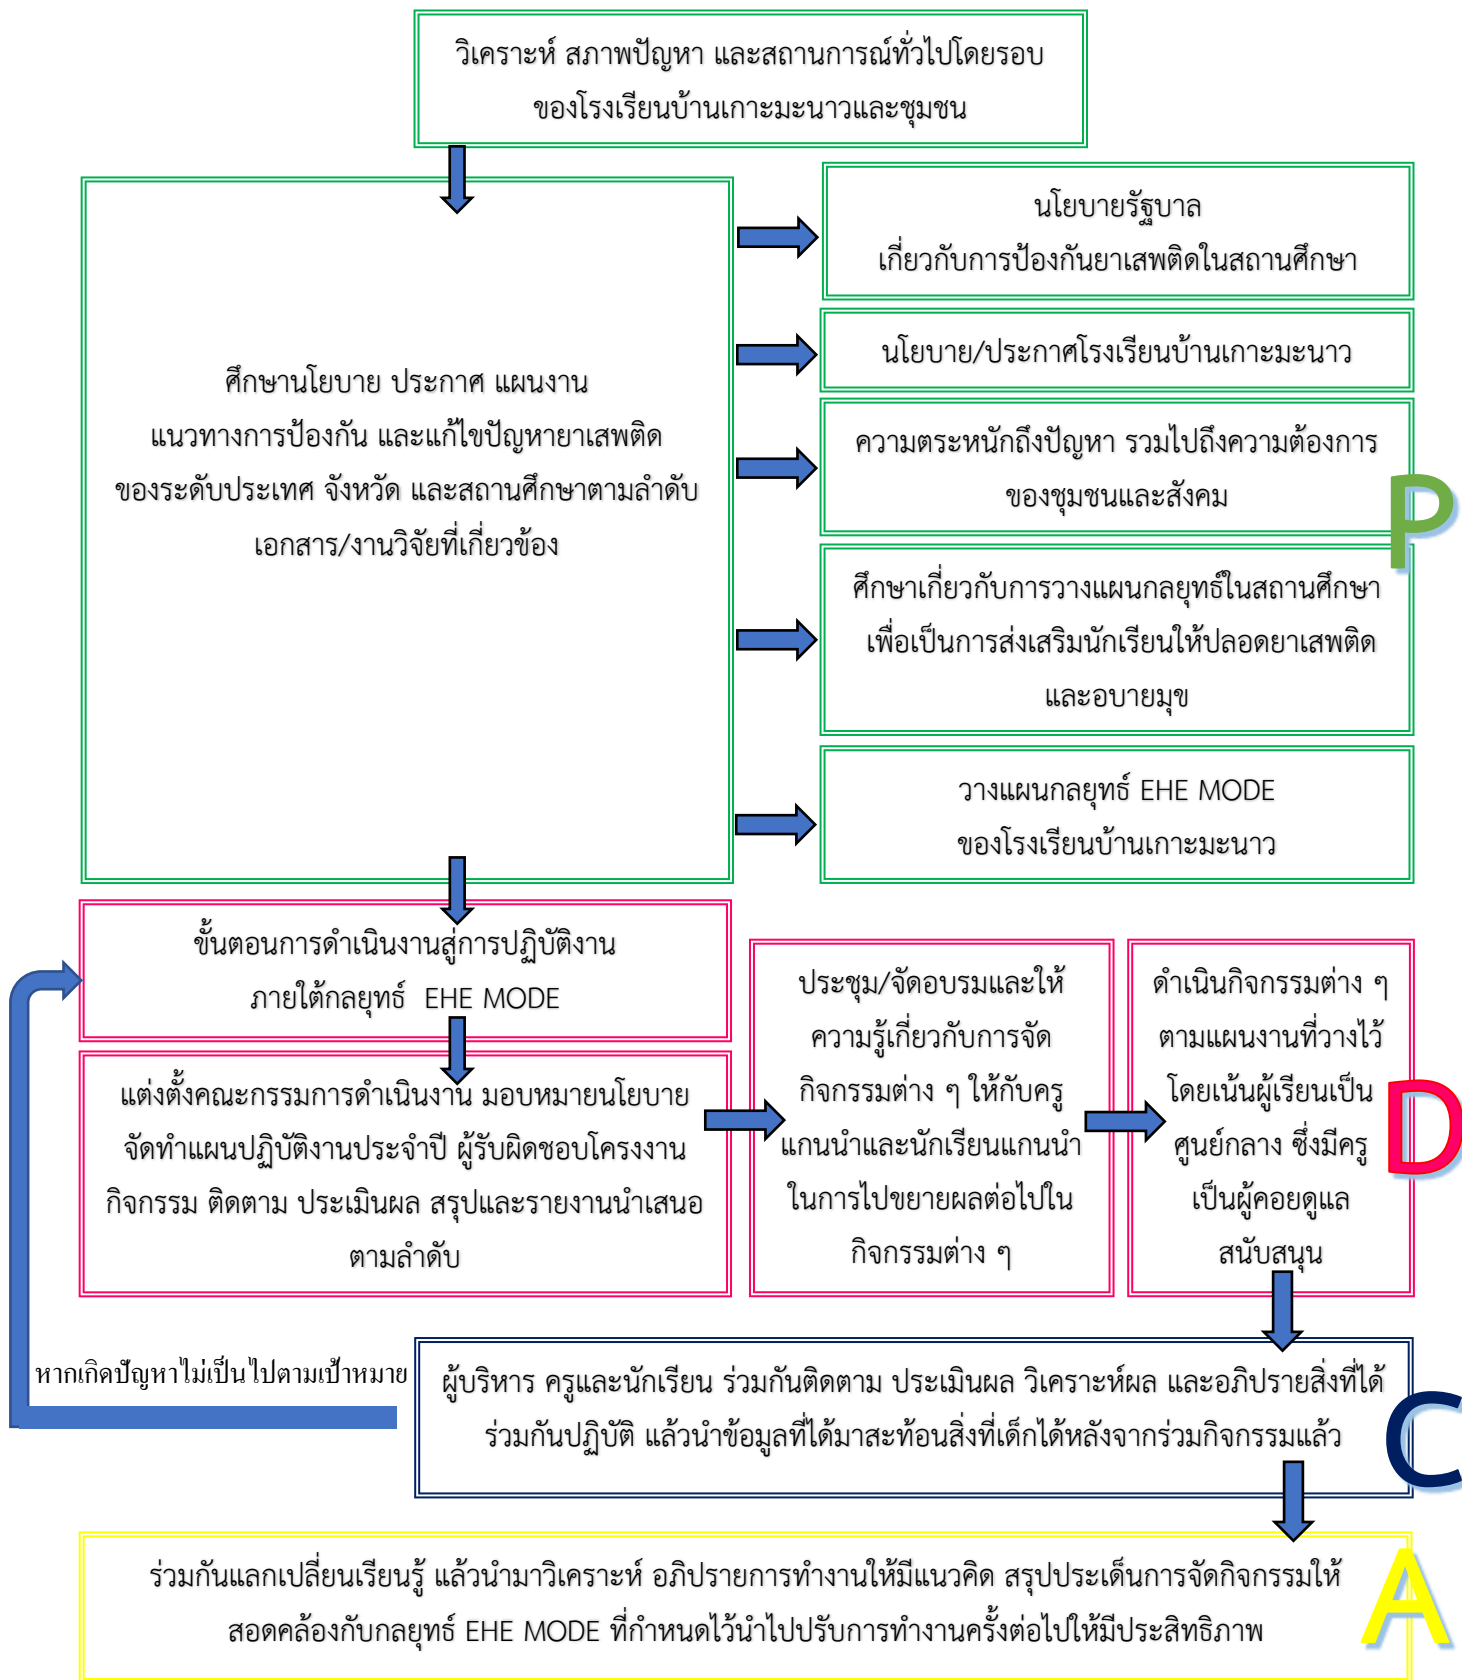 วิเคราะห์ สภาพปัญหา และสถานการณ์ทั่วไปโดยรอบ
ของโรงเรียนบ้านเกาะมะนาวและชุมชน
ศึกษานโยบาย ประกาศ แผนงาน
แนวทางการป้องกัน และแก้ไขปัญหายาเสพติด
ของระดับประเทศ จังหวัด และสถานศึกษาตามลำดับ
เอกสาร/งานวิจัยที่เกี่ยวข้อง
นโยบายรัฐบาล
เกี่ยวกับการป้องกันยาเสพติดในสถานศึกษา
นโยบาย/ประกาศโรงเรียนบ้านเกาะมะนาว
ความตระหนักถึงปัญหา รวมไปถึงความต้องการ
ของชุมชนและสังคม
P
ศึกษาเกี่ยวกับการวางแผนกลยุทธ์ในสถานศึกษา
เพื่อเป็นการส่งเสริมนักเรียนให้ปลอดยาเสพติด
และอบายมุข
วางแผนกลยุทธ์ EHE MODE
ของโรงเรียนบ้านเกาะมะนาว
ขั้นตอนการดำเนินงานสู่การปฏิบัติงาน
ภายใต้กลยุทธ์ EHE MODE
แต่งตั้งคณะกรรมการดำเนินงาน มอบหมายนโยบาย
จัดทำแผนปฏิบัติงานประจำปี ผู้รับผิดชอบโครงงาน
กิจกรรม ติดตาม ประเมินผล สรุปและรายงานนำเสนอ
ตามลำดับ
ประชุม/จัดอบรมและให้
ความรู้เกี่ยวกับการจัด
กิจกรรมต่าง ๆ ให้กับครู
แกนนำและนักเรียนแกนนำ
ในการไปขยายผลต่อไปใน
กิจกรรมต่าง ๆ
ดำเนินกิจกรรมต่าง ๆ
ตามแผนงานที่วางไว้
โดยเน้นผู้เรียนเป็น
ศูนย์กลาง ซึ่งมีครู
เป็นผู้คอยดูแล
สนับสนุน
D
หากเกิดปัญหาไม่เป็นไปตามเป้าหมาย
ผู้บริหาร ครูและนักเรียน ร่วมกันติดตาม ประเมินผล วิเคราะห์ผล และอภิปรายสิ่งที่ได้
ร่วมกันปฏิบัติ แล้วนำข้อมูลที่ได้มาสะท้อนสิ่งที่เด็กได้หลังจากร่วมกิจกรรมแล้ว
C
ร่วมกันแลกเปลี่ยนเรียนรู้ แล้วนำมาวิเคราะห์ อภิปรายการทำงานให้มีแนวคิด สรุปประเด็นการจัดกิจกรรมให้
สอดคล้องกับกลยุทธ์ EHE MODE ที่กำหนดไว้นำไปปรับการทำงานครั้งต่อไปให้มีประสิทธิภาพ
A